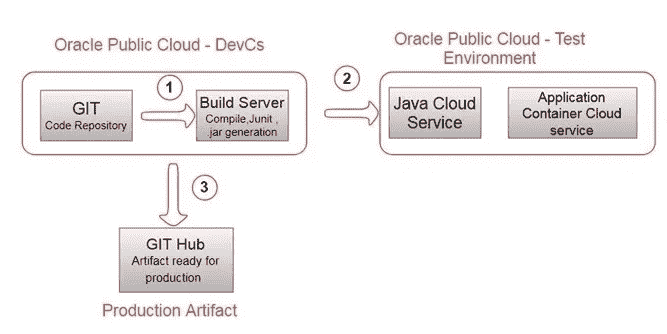 Oracle Public Cloud - DevCs
Oracle Public Cloud - Test
Environment
1
2
GIT
Code Repository
Build Server
Compile,Junit ,
.jar generation
Java Cloud
Service
Application
Container Cloud
service
3
GIT Hub
Artifact ready for
production
Production Artifact